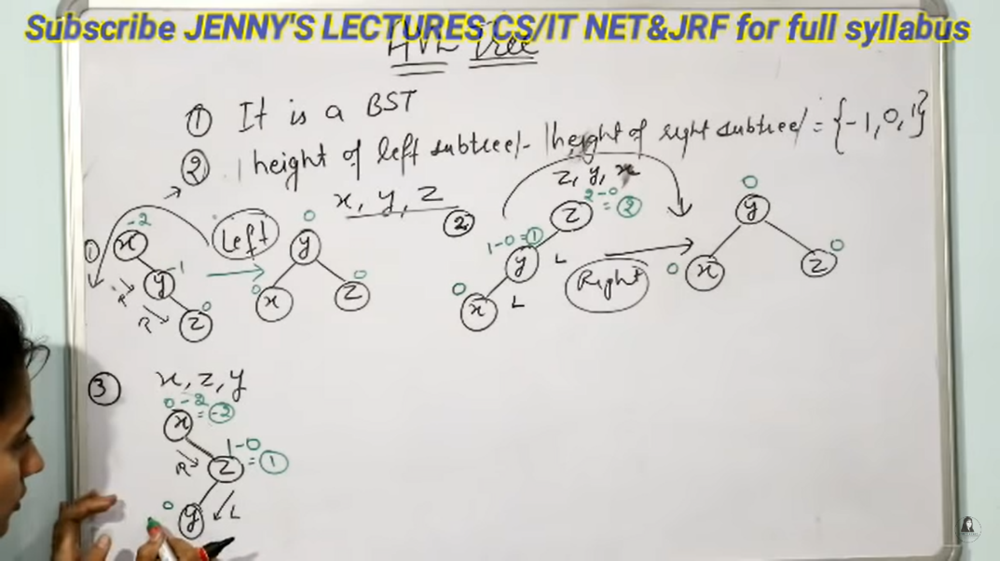 Subscribe JENNY'S LECTURES CS/IT NET&JRF for full syllabus
AVL Tree
① It is a BST
② | height of left subtree/- |height of right subtree/ = {-1, 0, 1}
x, y, z
z, y, x
①
-2
x
y -1
z 0
R
R
Left
0
y
0
x
0
z
②
2-0
= 2
z
1-0=1
y
L
0
x
L
Right
0
y
0
x
0
z
③ x, z, y
0-2
= -2
x
R
1-0
= 1
z
0
y
L